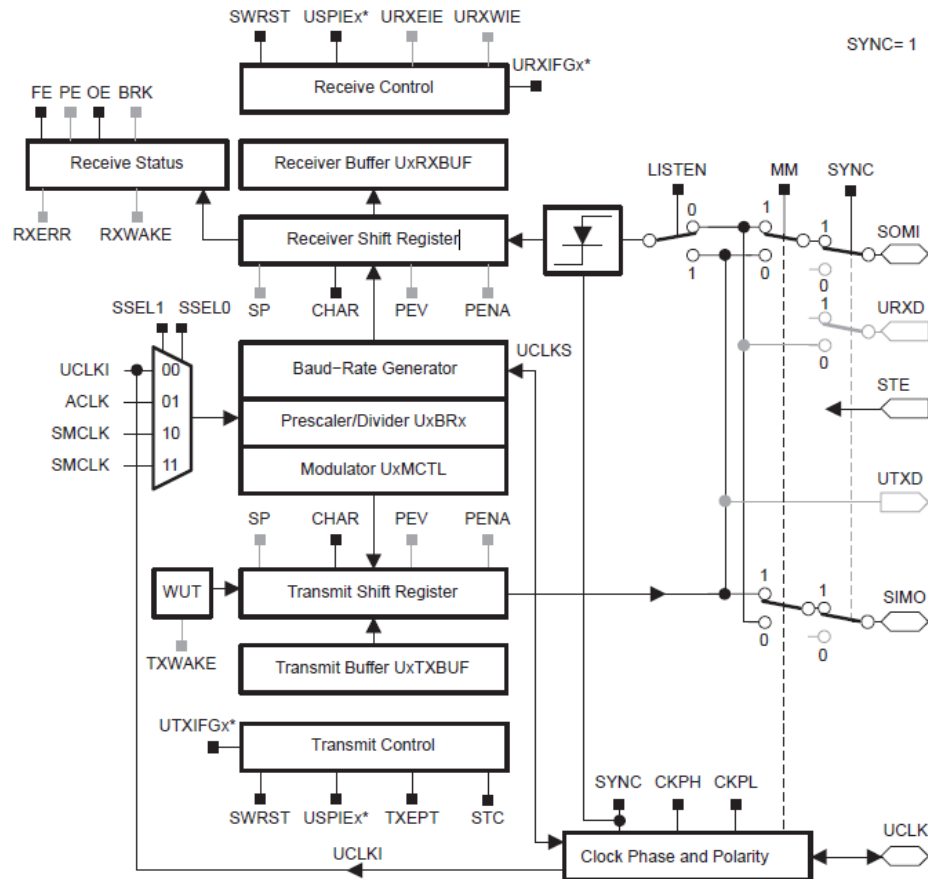 SWRST USPIEx* URXEIE URXWIE
SYNC= 1
Receive Control
URXIFGx*
FE PE OE BRK
Receive Status
Receiver Buffer UxRXBUF
LISTEN MM SYNC
RXERR RXWAKE
Receiver Shift Register
0
1
1
0
1
0
SOMI
SP CHAR PEV PENA
SSEL1 SSEL0
1
0
URXD
UCLKS
UCLKI 00
ACLK 01
SMCLK 10
SMCLK 11
Baud-Rate Generator
Prescaler/Divider UxBRx
Modulator UxMCTL
STE
UTXD
SP CHAR PEV PENA
WUT
Transmit Shift Register
1
0
1
0
SIMO
TXWAKE
Transmit Buffer UxTXBUF
UTXIFGx*
Transmit Control
SWRST USPIEx* TXEPT STC
SYNC CKPH CKPL
UCLKI
Clock Phase and Polarity
UCLK